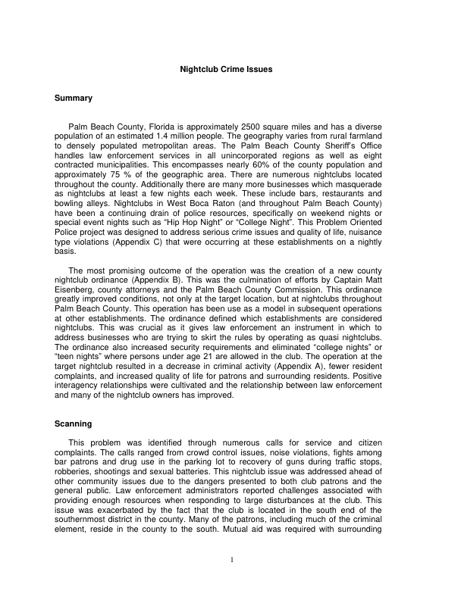 Nightclub Crime Issues
Summary
Palm Beach County, Florida is approximately 2500 square miles and has a diverse
population of an estimated 1.4 million people. The geography varies from rural farmland
to densely populated metropolitan areas. The Palm Beach County Sheriff's Office
handles law enforcement services in all unincorporated regions as well as eight
contracted municipalities. This encompasses nearly 60% of the county population and
approximately 75 % of the geographic area. There are numerous nightclubs located
throughout the county. Additionally there are many more businesses which masquerade
as nightclubs at least a few nights each week. These include bars, restaurants and
bowling alleys. Nightclubs in West Boca Raton (and throughout Palm Beach County)
have been a continuing drain of police resources, specifically on weekend nights or
special event nights such as "Hip Hop Night" or "College Night". This Problem Oriented
Police project was designed to address serious crime issues and quality of life, nuisance
type violations (Appendix C) that were occurring at these establishments on a nightly
basis.
The most promising outcome of the operation was the creation of a new county
nightclub ordinance (Appendix B). This was the culmination of efforts by Captain Matt
Eisenberg, county attorneys and the Palm Beach County Commission. This ordinance
greatly improved conditions, not only at the target location, but at nightclubs throughout
Palm Beach County. This operation has been use as a model in subsequent operations
at other establishments. The ordinance defined which establishments are considered
nightclubs. This was crucial as it gives law enforcement an instrument in which to
address businesses who are trying to skirt the rules by operating as quasi nightclubs.
The ordinance also increased security requirements and eliminated "college nights" or
"teen nights" where persons under age 21 are allowed in the club. The operation at the
target nightclub resulted in a decrease in criminal activity (Appendix A), fewer resident
complaints, and increased quality of life for patrons and surrounding residents. Positive
interagency relationships were cultivated and the relationship between law enforcement
and many of the nightclub owners has improved.
Scanning
This problem was identified through numerous calls for service and citizen
complaints. The calls ranged from crowd control issues, noise violations, fights among
bar patrons and drug use in the parking lot to recovery of guns during traffic stops,
robberies, shootings and sexual batteries. This nightclub issue was addressed ahead of
other community issues due to the dangers presented to both club patrons and the
general public. Law enforcement administrators reported challenges associated with
providing enough resources when responding to large disturbances at the club. This
issue was exacerbated by the fact that the club is located in the south end of the
southernmost district in the county. Many of the patrons, including much of the criminal
element, reside in the county to the south. Mutual aid was required with surrounding
1